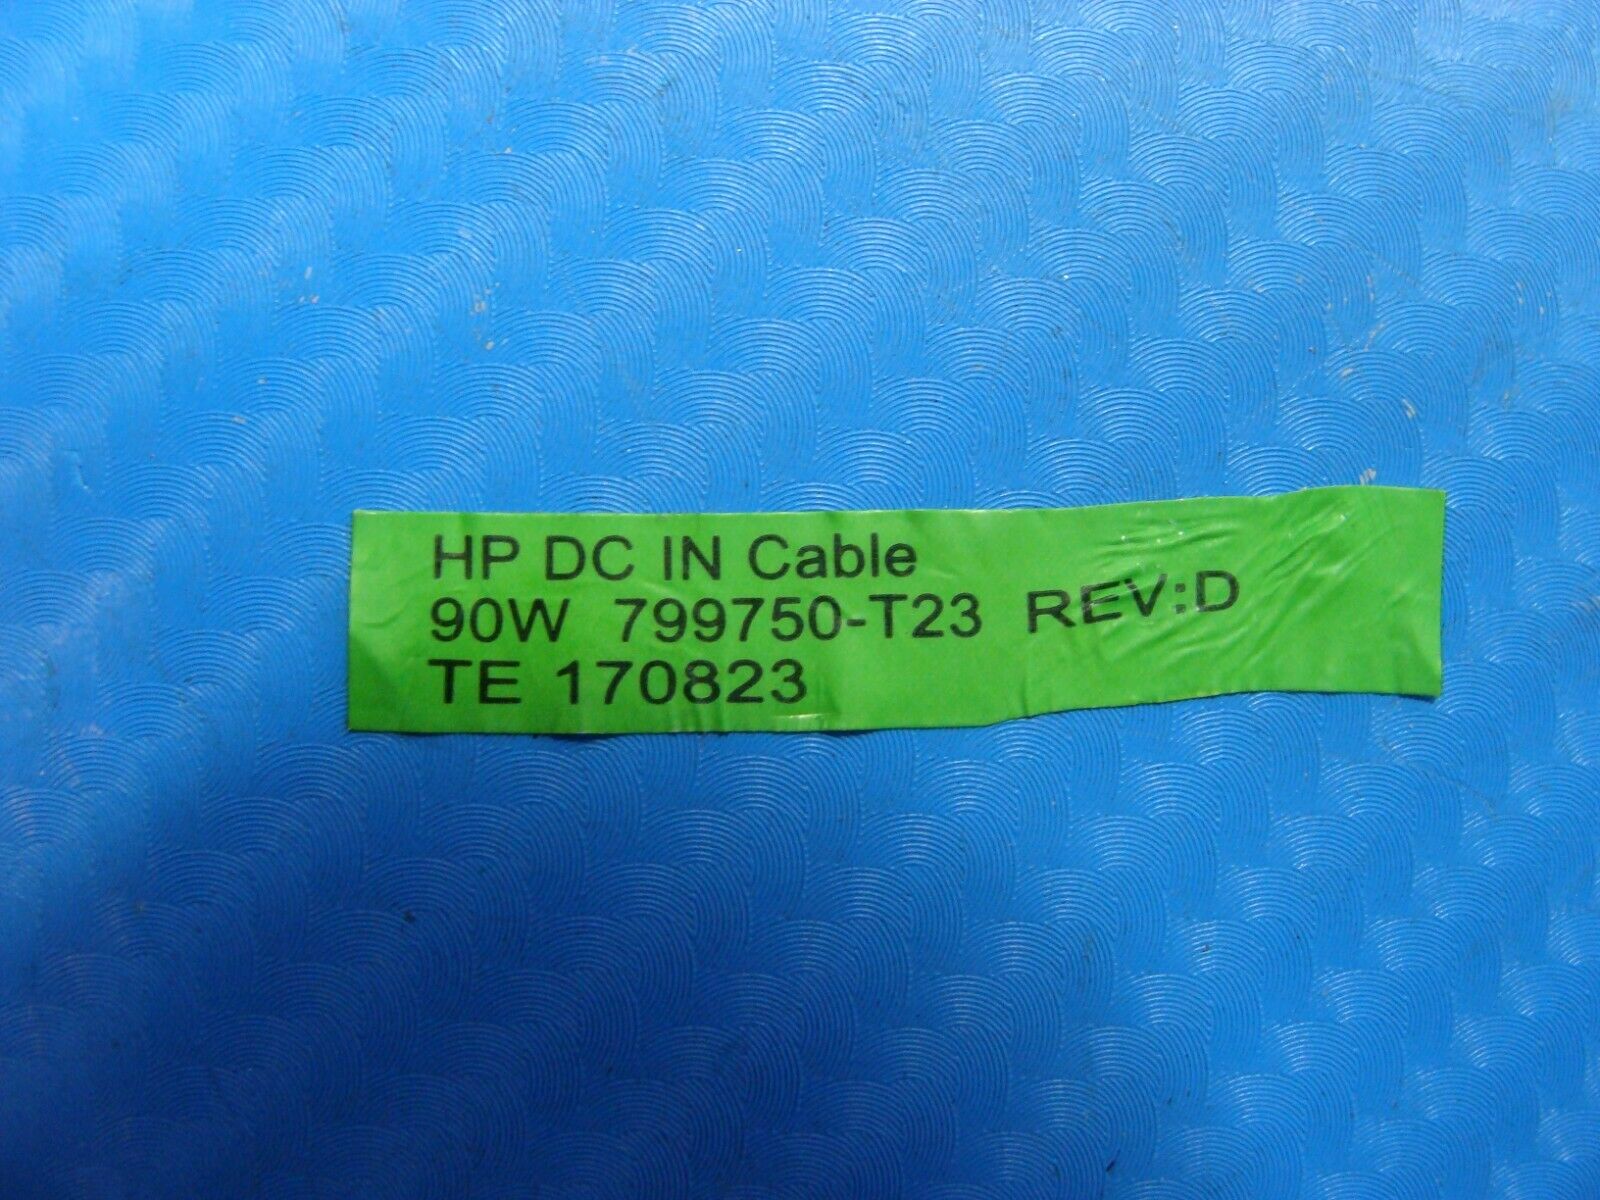 HP DC IN Cable
90W 799750-T23 REV:D
TE 170823